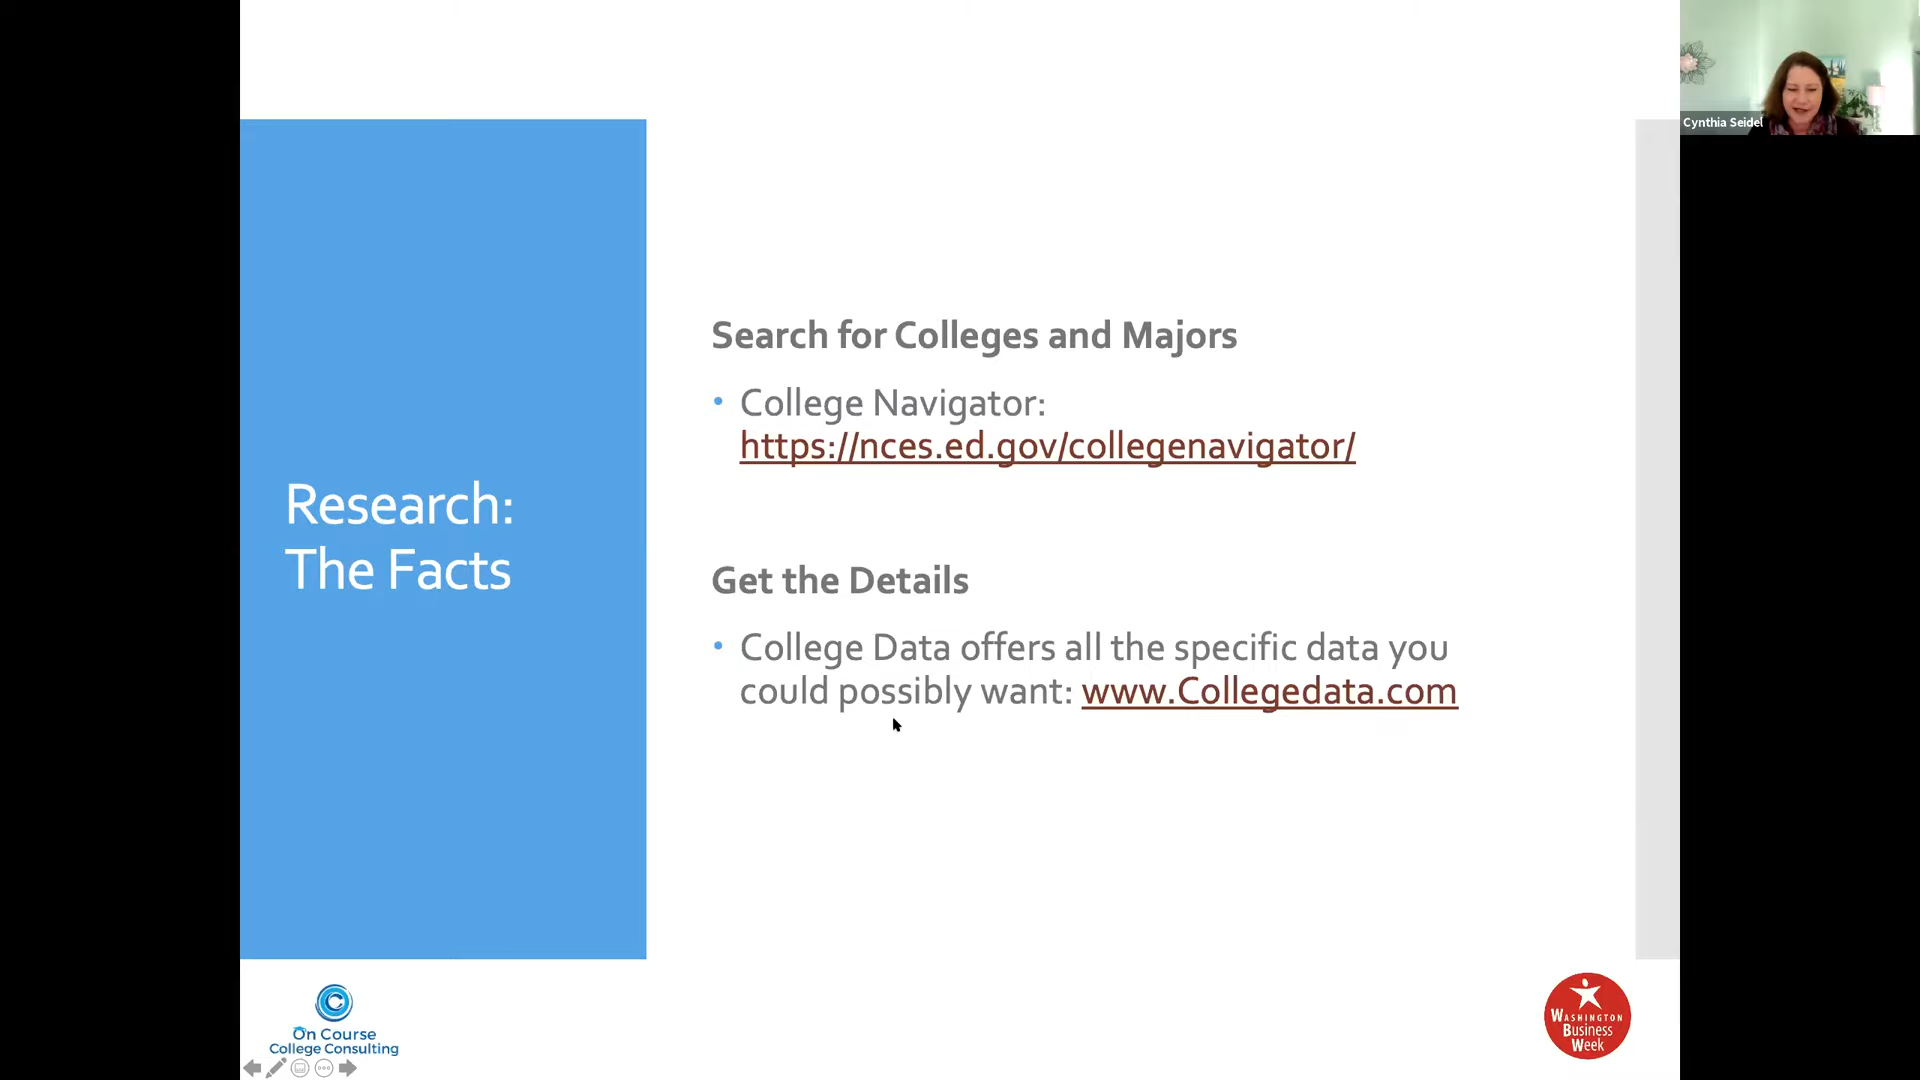 Cynthia Seidel
Research:
The Facts
Search for Colleges and Majors
• College Navigator:
https://nces.ed.gov/collegenavigator/
Get the Details
• College Data offers all the specific data you
could possibly want: www.Collegedata.com
On Course
College Consulting
WASHINGTON
Business
Week